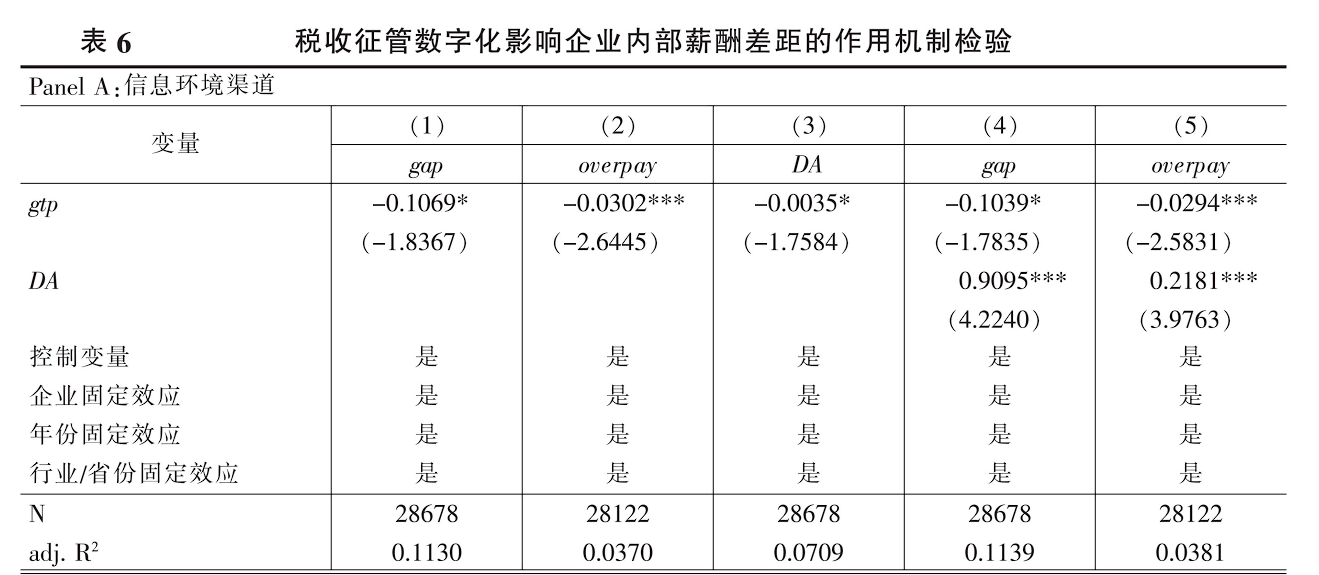 表 6 税收征管数字化影响企业内部薪酬差距的作用机制检验
Panel A:信息环境渠道
变量 (1) (2) (3) (4) (5)
gap overpay DA gap overpay
gtp -0.1069* -0.0302*** -0.0035* -0.1039* -0.0294***
(-1.8367) (-2.6445) (-1.7584) (-1.7835) (-2.5831)
DA 0.9095*** 0.2181***
(4.2240) (3.9763)
控制变量 是 是 是 是 是
企业固定效应 是 是 是 是 是
年份固定效应 是 是 是 是 是
行业/省份固定效应 是 是 是 是 是
N 28678 28122 28678 28678 28122
adj. R² 0.1130 0.0370 0.0709 0.1139 0.0381